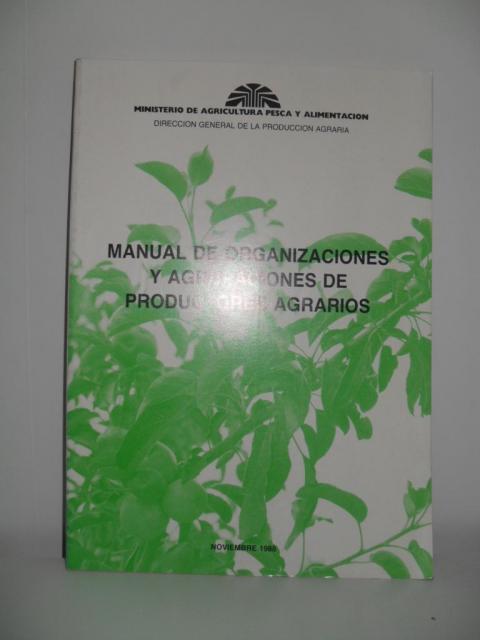 MINISTERIO DE AGRICULTURA PESCA Y ALIMENTACION
DIRECCION GENERAL DE LA PRODUCCION AGRARIA
MANUAL DE ORGANIZACIONES
Y AGRUPACIONES DE
PRODUCTORES AGRARIOS
NOVIEMBRE